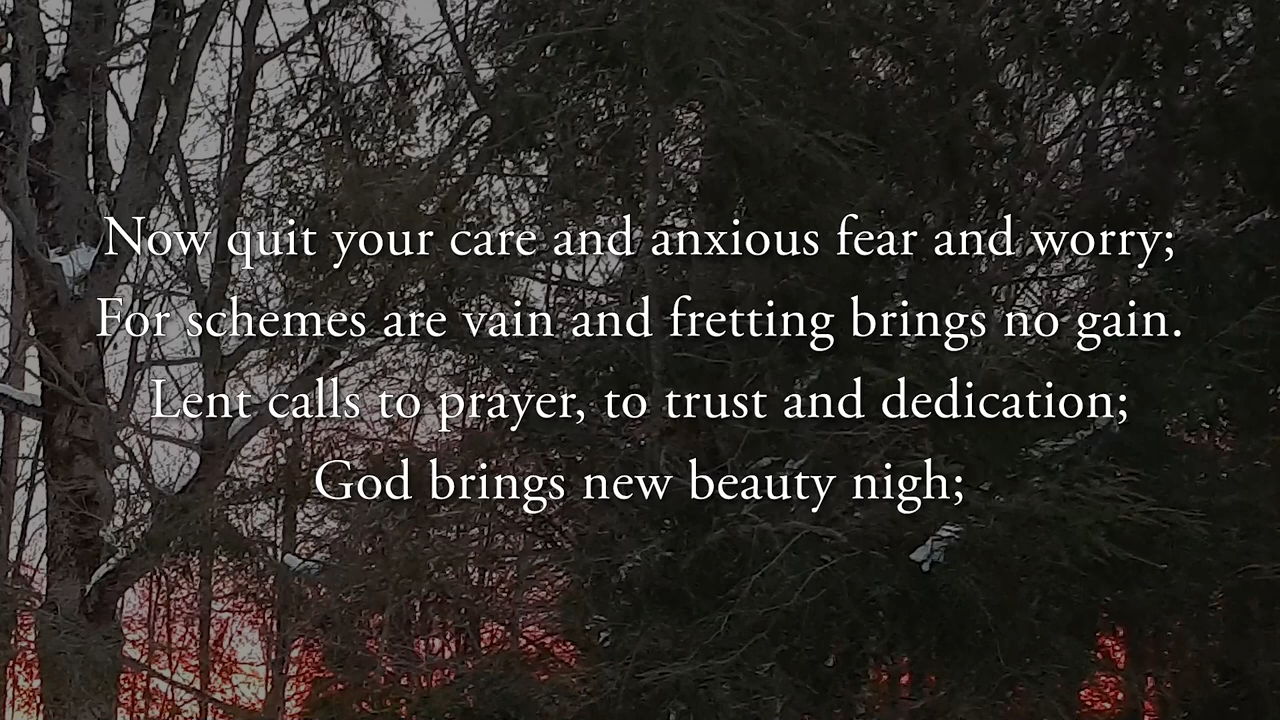 Now quit your care and anxious fear and worry;
For schemes are vain and fretting brings no gain.
Lent calls to prayer, to trust and dedication;
God brings new beauty nigh;